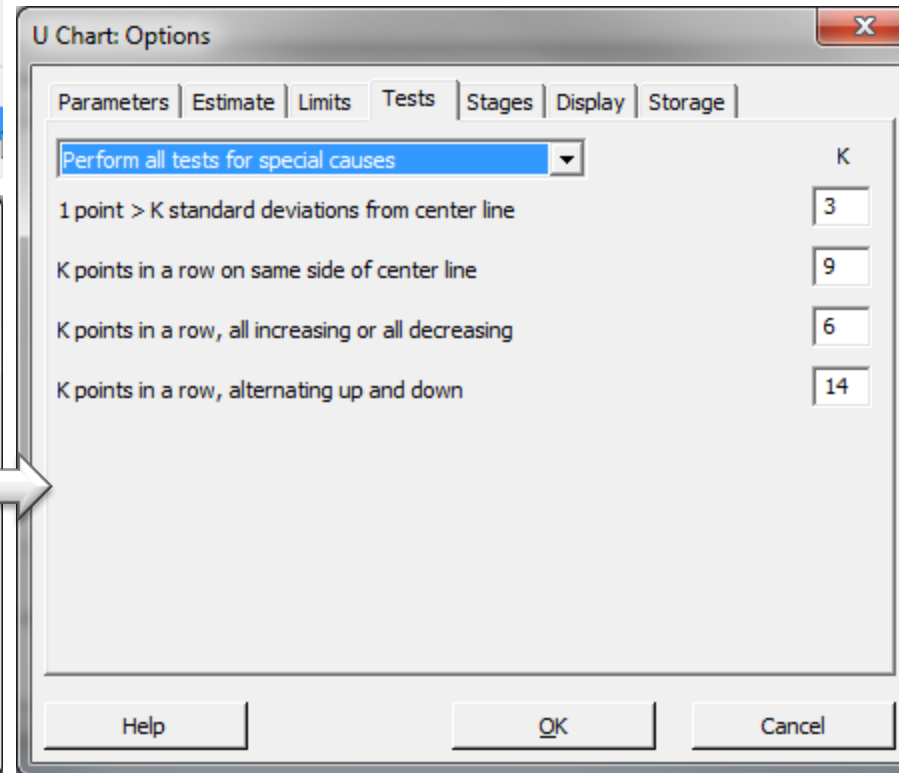 U Chart: Options
Parameters Estimate Limits Tests Stages Display Storage
Perform all tests for special causes K
1 point > K standard deviations from center line 3
K points in a row on same side of center line 9
K points in a row, all increasing or all decreasing 6
K points in a row, alternating up and down 14
Help OK Cancel